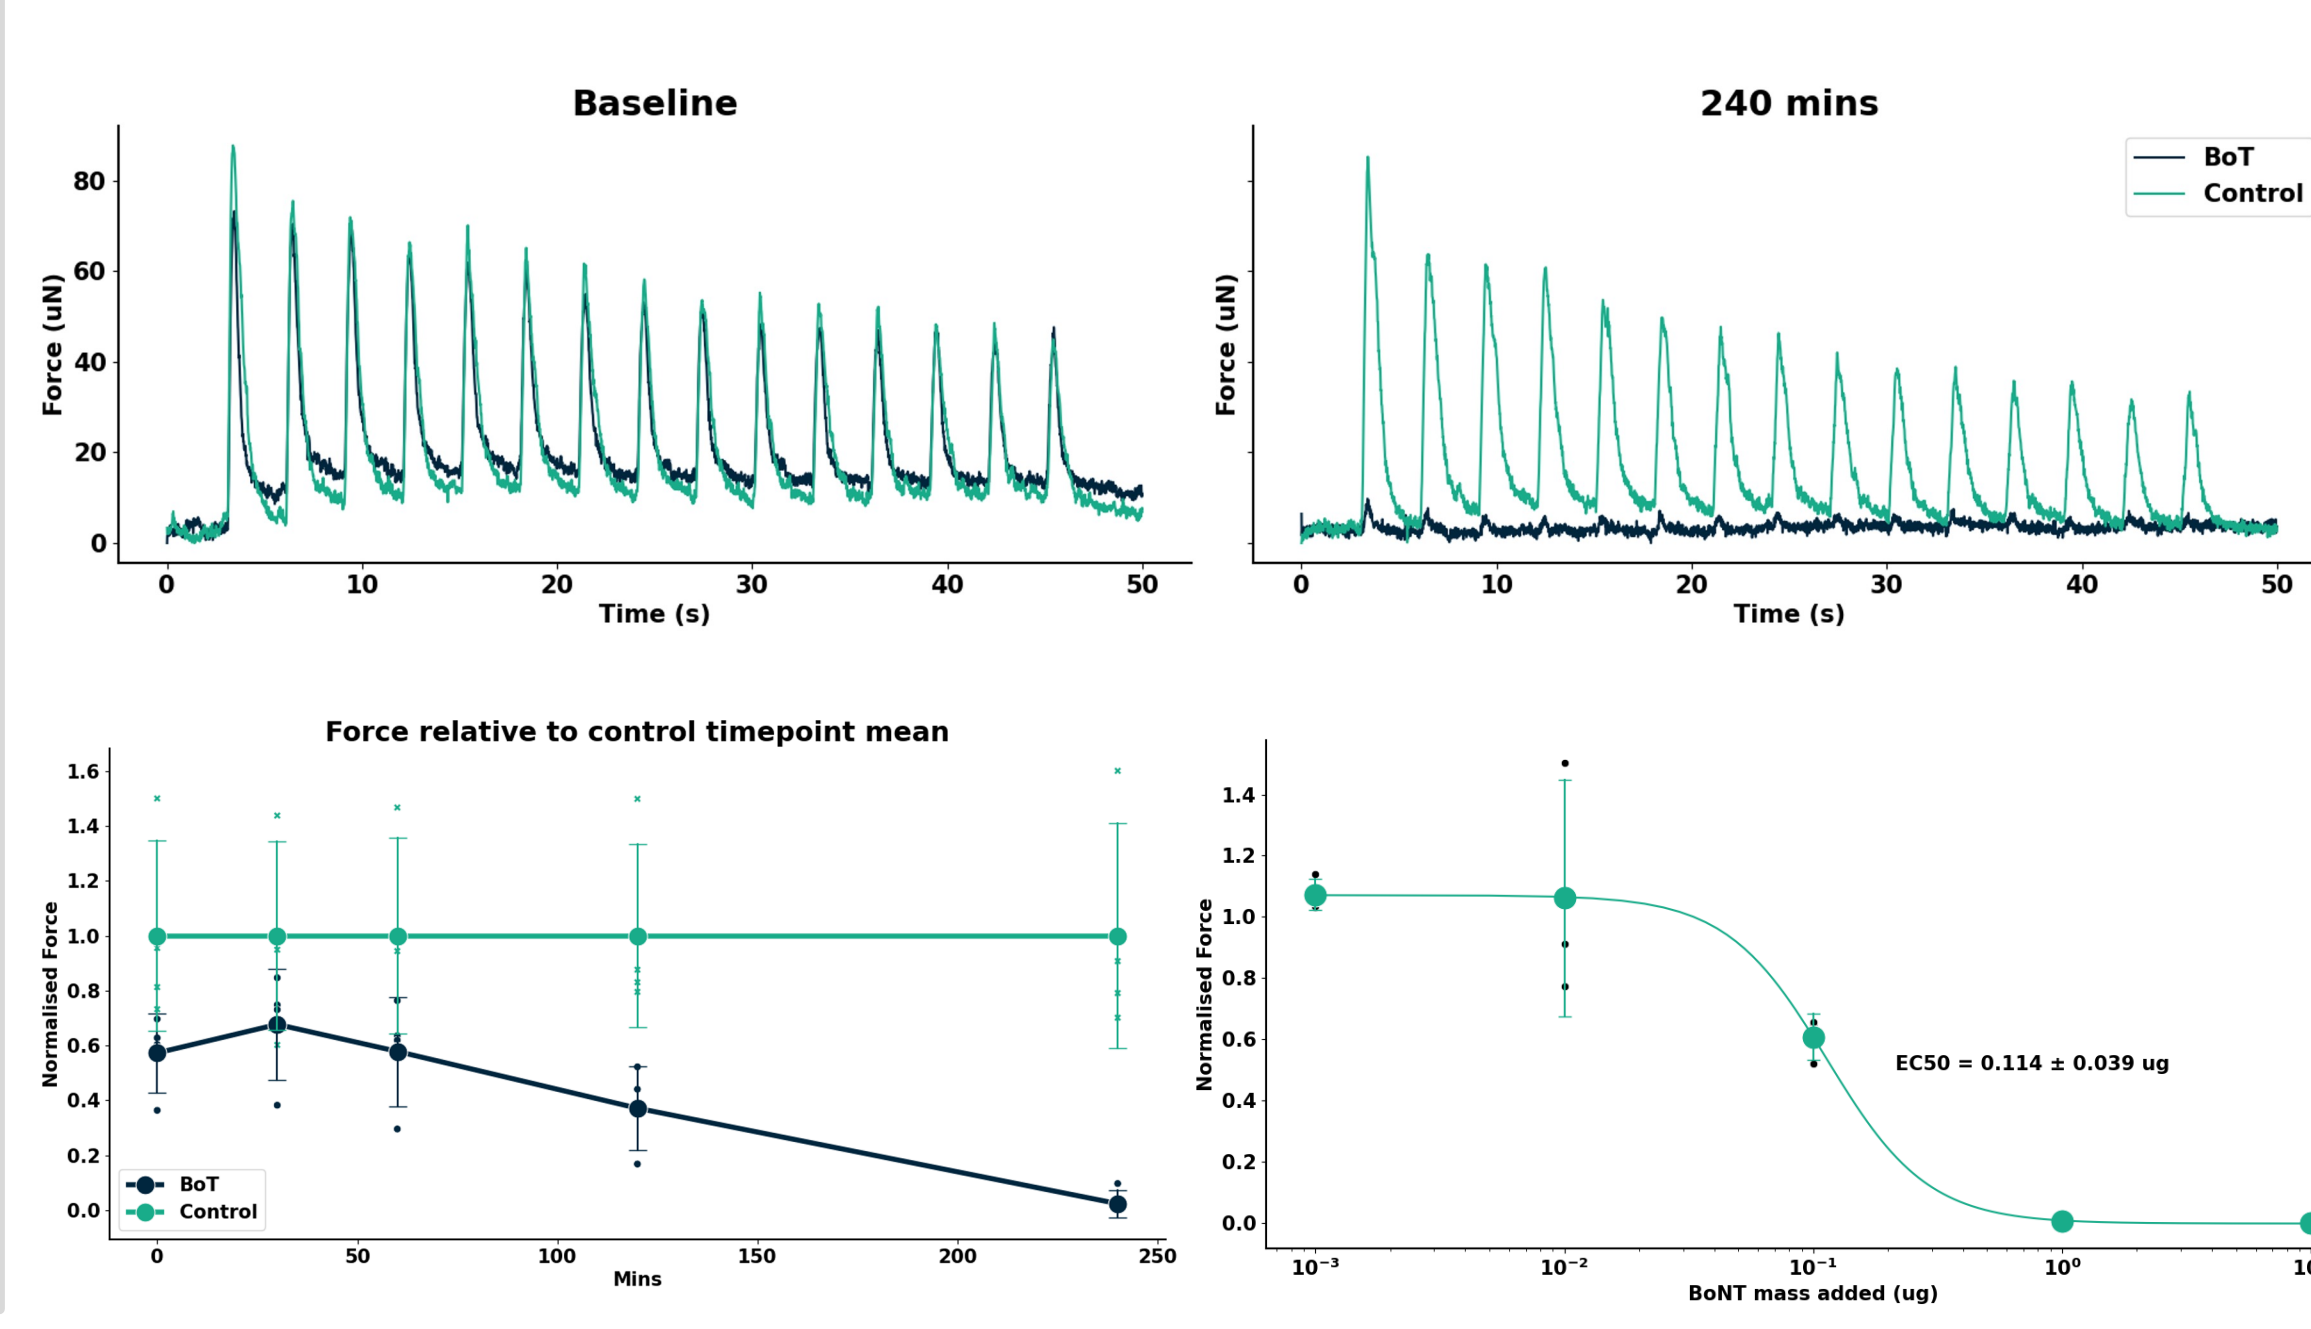 Baseline
80
60
40
20
0
Force (uN)
0 10 20 30 40 50
Time (s)
240 mins
BoT
Control
Force (uN)
0 10 20 30 40 50
Time (s)
Force relative to control timepoint mean
1.6
1.4
1.2
1.0
0.8
0.6
0.4
0.2
0.0
Normalised Force
BoT
Control
0 50 100 150 200 250
Mins
1.4
1.2
1.0
0.8
0.6
0.4
0.2
0.0
Normalised Force
EC50 = 0.114 ± 0.039 ug
10⁻³ 10⁻² 10⁻¹ 10⁰
BoNT mass added (ug)